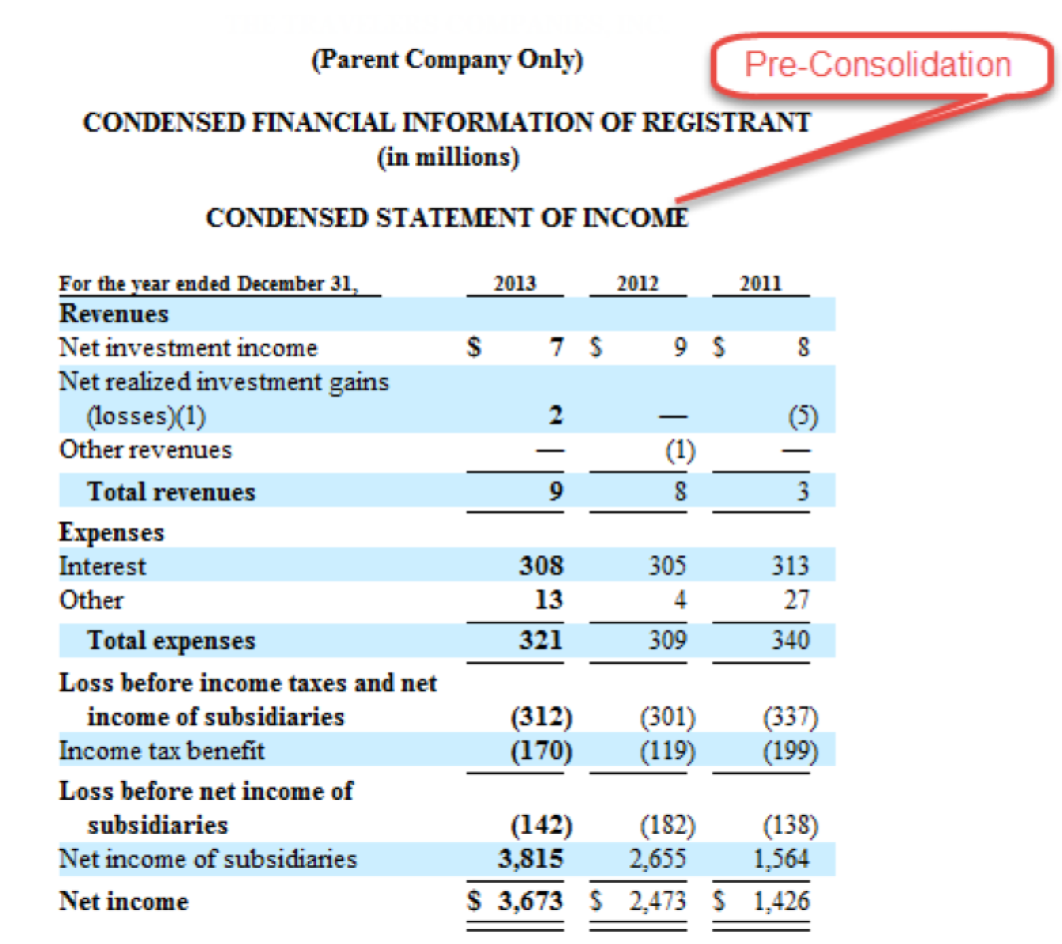 (Parent Company Only)
Pre-Consolidation
CONDENSED FINANCIAL INFORMATION OF REGISTRANT
(in millions)
CONDENSED STATEMENT OF INCOME
For the year ended December 31, 2013 2012 2011
Revenues
Net investment income $ 7 $ 9 $ 8
Net realized investment gains
(losses)(1) 2 — (5)
Other revenues — (1) —
Total revenues 9 8 3
Expenses
Interest 308 305 313
Other 13 4 27
Total expenses 321 309 340
Loss before income taxes and net
income of subsidiaries (312) (301) (337)
Income tax benefit (170) (119) (199)
Loss before net income of
subsidiaries (142) (182) (138)
Net income of subsidiaries 3,815 2,655 1,564
Net income $ 3,673 $ 2,473 $ 1,426